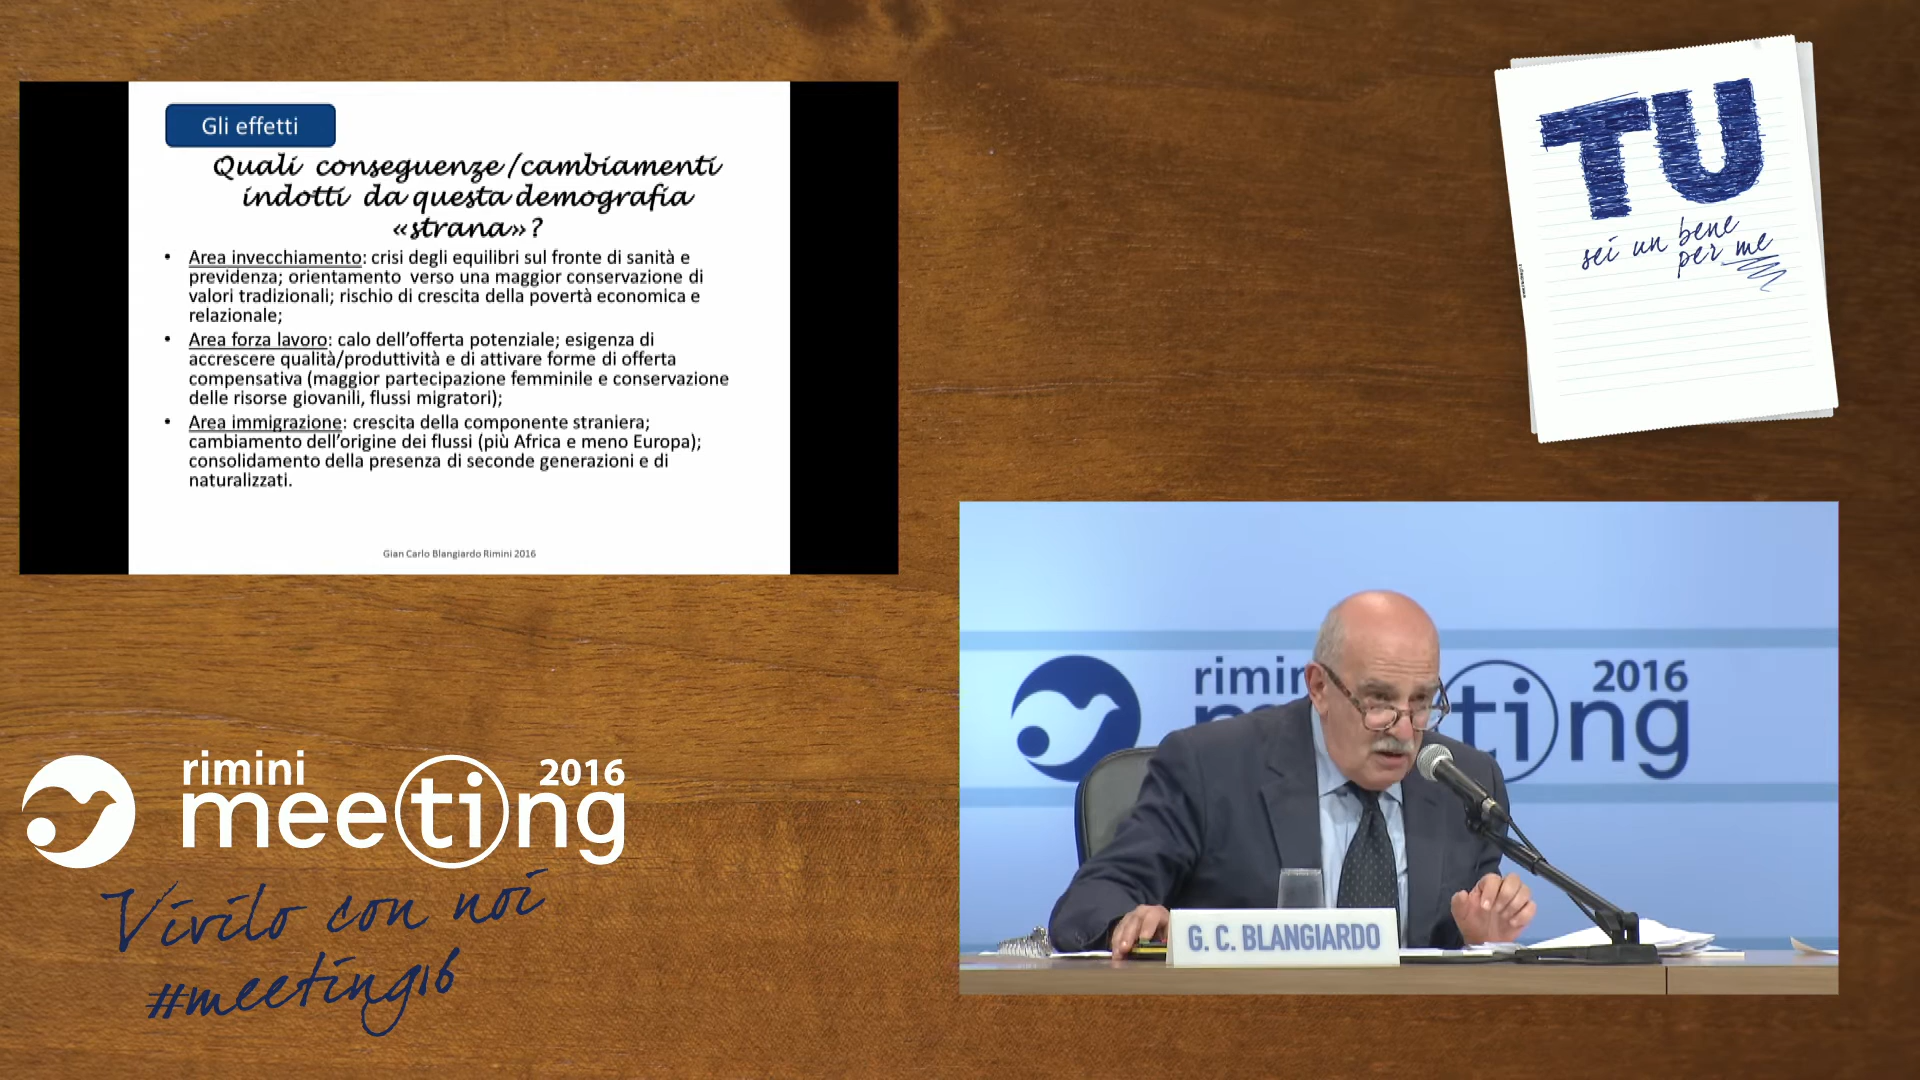 Gli effetti
Quali conseguenze/cambiamenti
indotti da questa demografia
«strana»?
• Area invecchiamento: crisi degli equilibri sul fronte di sanità e
previdenza; orientamento verso una maggior conservazione di
valori tradizionali; rischio di crescita della povertà economica e
relazionale;
• Area forza lavoro: calo dell’offerta potenziale; esigenza di
accrescere qualità/produttività e di attivare forme di offerta
compensativa (maggior partecipazione femminile e conservazione
delle risorse giovanili, flussi migratori);
• Area immigrazione: crescita della componente straniera;
cambiamento dell’origine dei flussi (più Africa e meno Europa);
consolidamento della presenza di seconde generazioni e di
naturalizzati.
Gian Carlo Blangiardo Rimini 2016
TU
sei un bene
per me
rimini 2016
meeting
Vivilo con noi
#meeting16
2016
G. C. BLANGIARDO